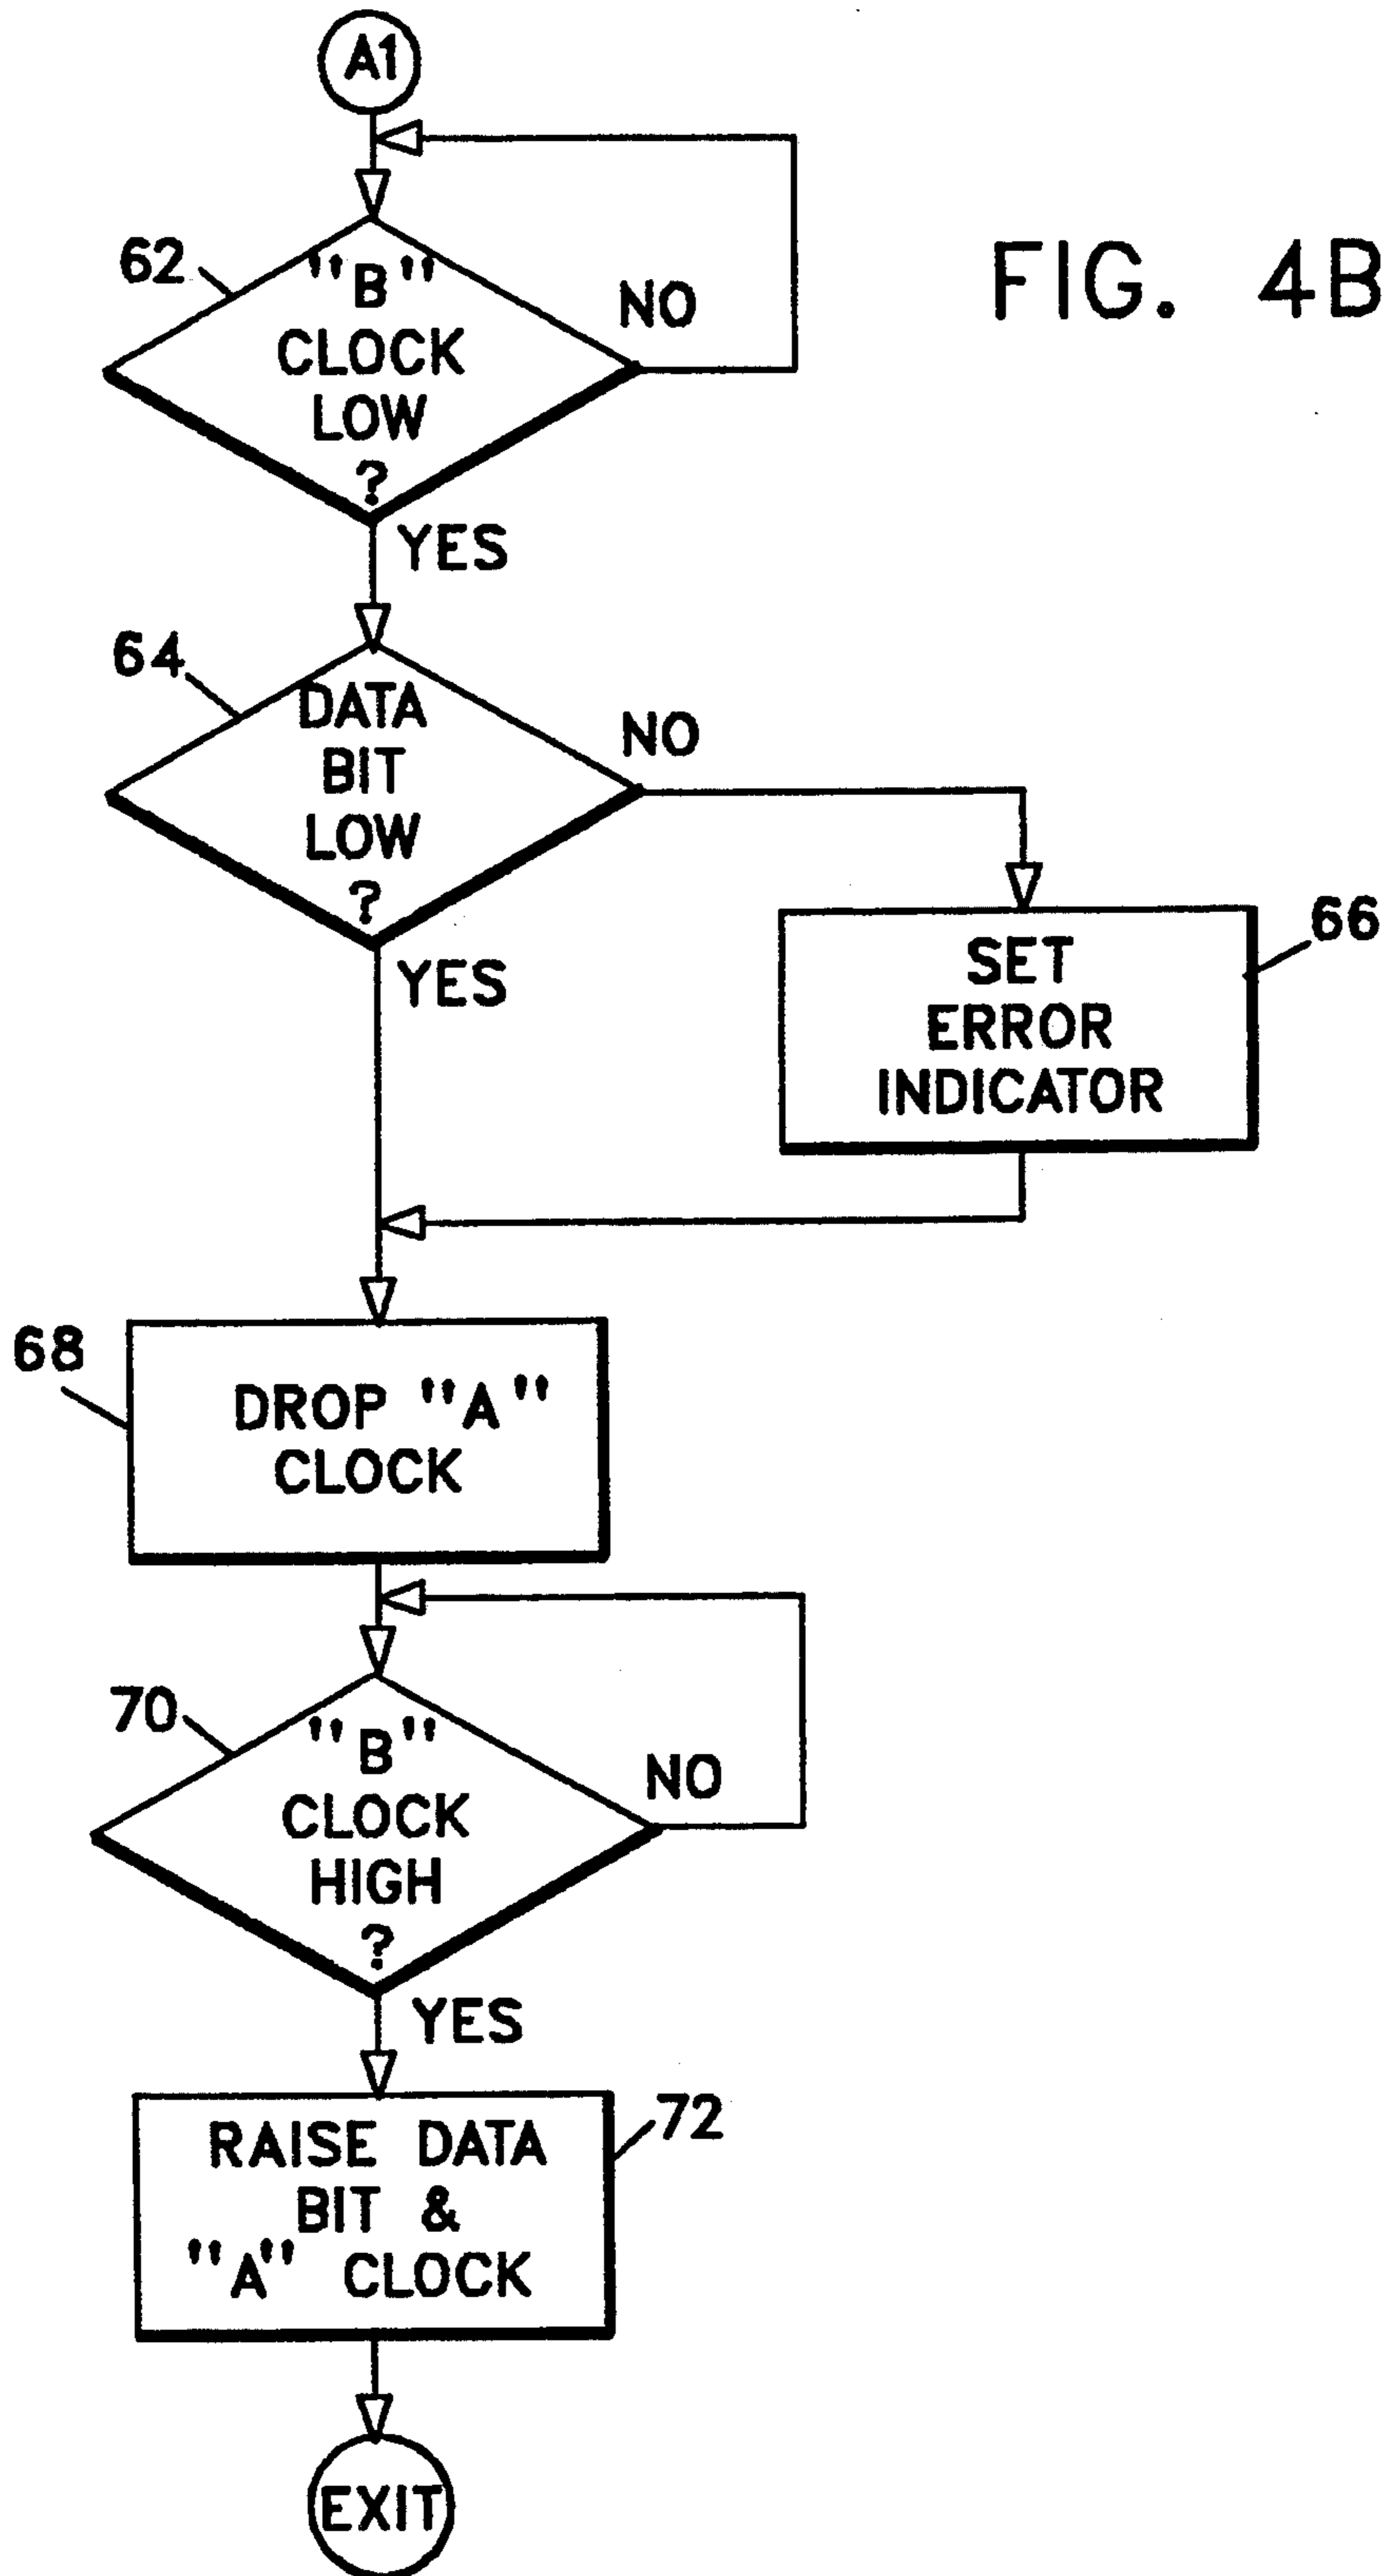 A1
FIG. 4B
62
"B"
CLOCK
LOW
?
NO
YES
64
DATA
BIT
LOW
?
NO
YES
66
SET
ERROR
INDICATOR
68
DROP "A"
CLOCK
70
"B"
CLOCK
HIGH
?
NO
YES
72
RAISE DATA
BIT &
"A" CLOCK
EXIT